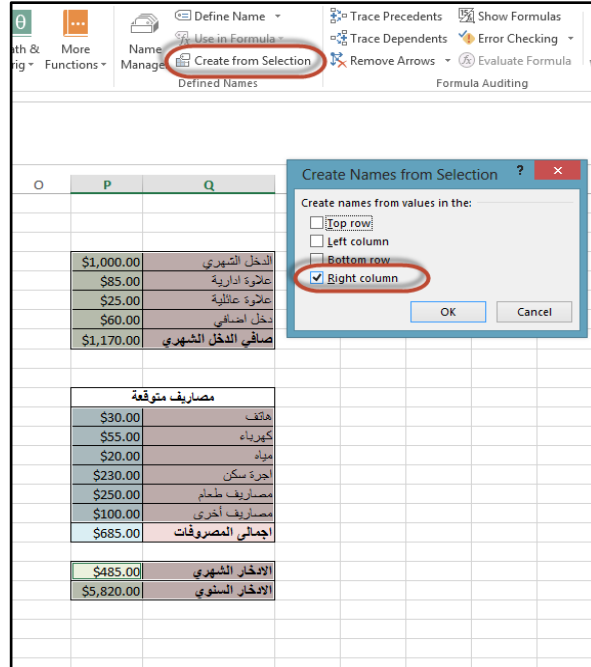 Define Name
Trace Precedents
Show Formulas
Use in Formula
Trace Dependents
Error Checking
More
Functions
Name
Create from Selection
Remove Arrows
Evaluate Formula
Defined Names
Formula Auditing
Create Names from Selection ? ×
Create names from values in the:
Top row
Left column
Bottom row
Right column
OK
Cancel
O P Q
$1,000.00 الدخل الشهري
$85.00 علاوة ادارية
$25.00 علاوة عائلية
$60.00 دخل اضافي
$1,170.00 صافي الدخل الشهري
مصاريف متوقعة
$30.00 هاتف
$55.00 كهرباء
$20.00 مياه
$230.00 اجرة سكن
$250.00 مصاريف طعام
$100.00 مصاريف أخرى
$685.00 اجمالي المصروفات
$485.00 الادخار الشهري
$5,820.00 الادخار السنوي